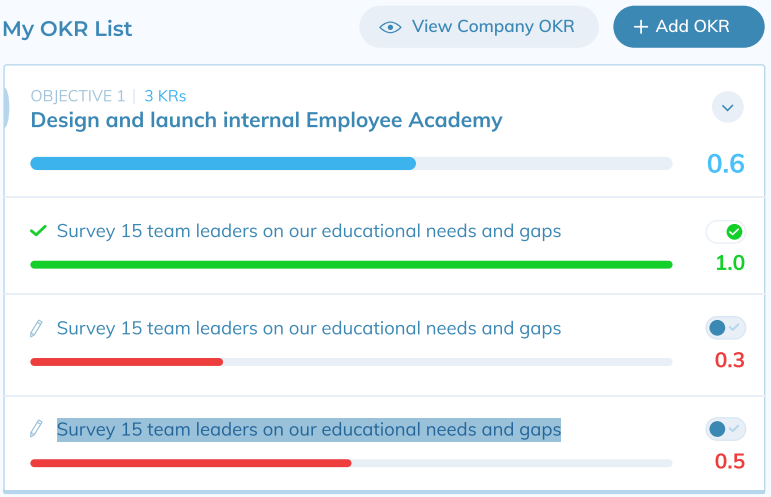 My OKR List
View Company OKR
+ Add OKR
OBJECTIVE 1 | 3 KRs
Design and launch internal Employee Academy
0.6
Survey 15 team leaders on our educational needs and gaps
1.0
Survey 15 team leaders on our educational needs and gaps
0.3
Survey 15 team leaders on our educational needs and gaps
0.5